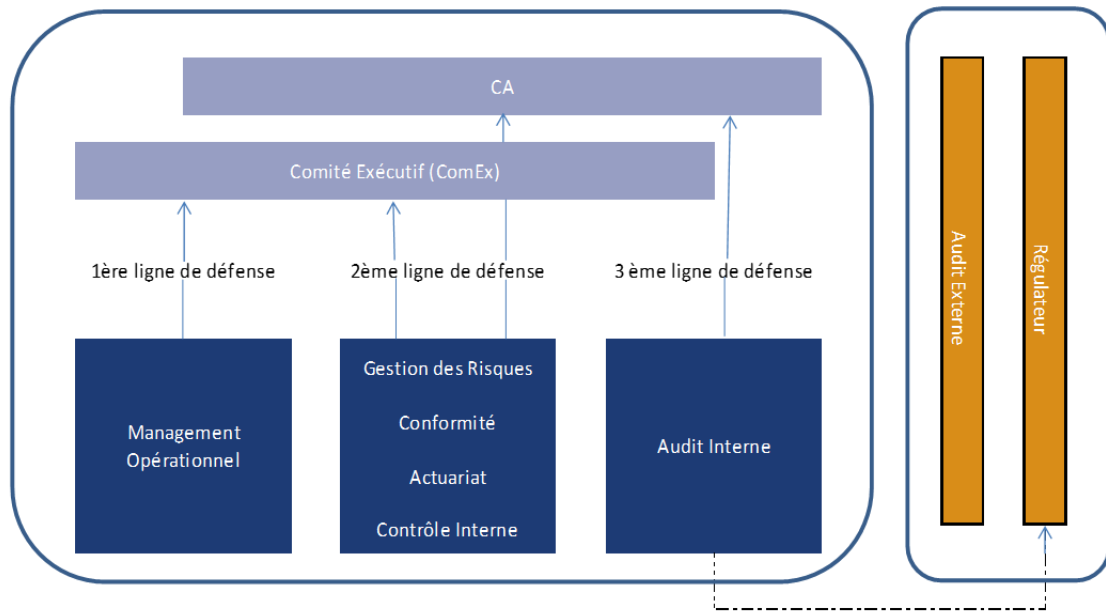 CA
Comité Exécutif (ComEx)
1ère ligne de défense
2ème ligne de défense
3 ème ligne de défense
Management
Opérationnel
Gestion des Risques
Conformité
Actuariat
Contrôle Interne
Audit Interne
Audit Externe
Régulateur